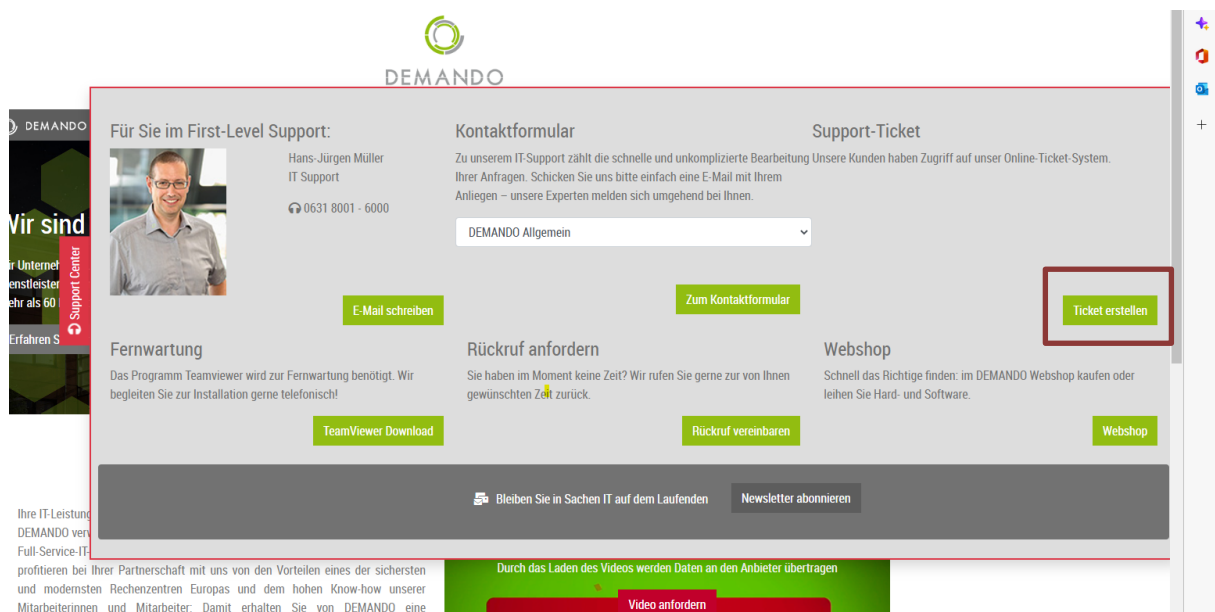 DEMANDO
DEMANDO
Wir sind
Support Center
Erfahren
Für Sie im First-Level Support:
Hans-Jürgen Müller
IT Support
0631 8001 - 6000
E-Mail schreiben
Kontaktformular
Zu unserem IT-Support zählt die schnelle und unkomplizierte Bearbeitung
Ihrer Anfragen. Schicken Sie uns bitte einfach eine E-Mail mit Ihrem
Anliegen – unsere Experten melden sich umgehend bei Ihnen.
DEMANDO Allgemein
Zum Kontaktformular
Support-Ticket
Unsere Kunden haben Zugriff auf unser Online-Ticket-System.
Ticket erstellen
Fernwartung
Das Programm Teamviewer wird zur Fernwartung benötigt. Wir
begleiten Sie zur Installation gerne telefonisch!
TeamViewer Download
Rückruf anfordern
Sie haben im Moment keine Zeit? Wir rufen Sie gerne zur von Ihnen
gewünschten Zeit zurück.
Rückruf vereinbaren
Webshop
Schnell das Richtige finden: im DEMANDO Webshop kaufen oder
leihen Sie Hard- und Software.
Webshop
Bleiben Sie in Sachen IT auf dem Laufenden
Newsletter abonnieren
Ihre IT-Leistung
DEMANDO
Full-Service-IT-
profitieren bei Ihrer Partnerschaft mit uns von den Vorteilen eines der sichersten
und modernsten Rechenzentren Europas und dem hohen Know-how unserer
Mitarbeiterinnen und Mitarbeiter: Damit erhalten Sie von DEMANDO eine
Durch das Laden des Videos werden Daten an den Anbieter übertragen
Video anfordern